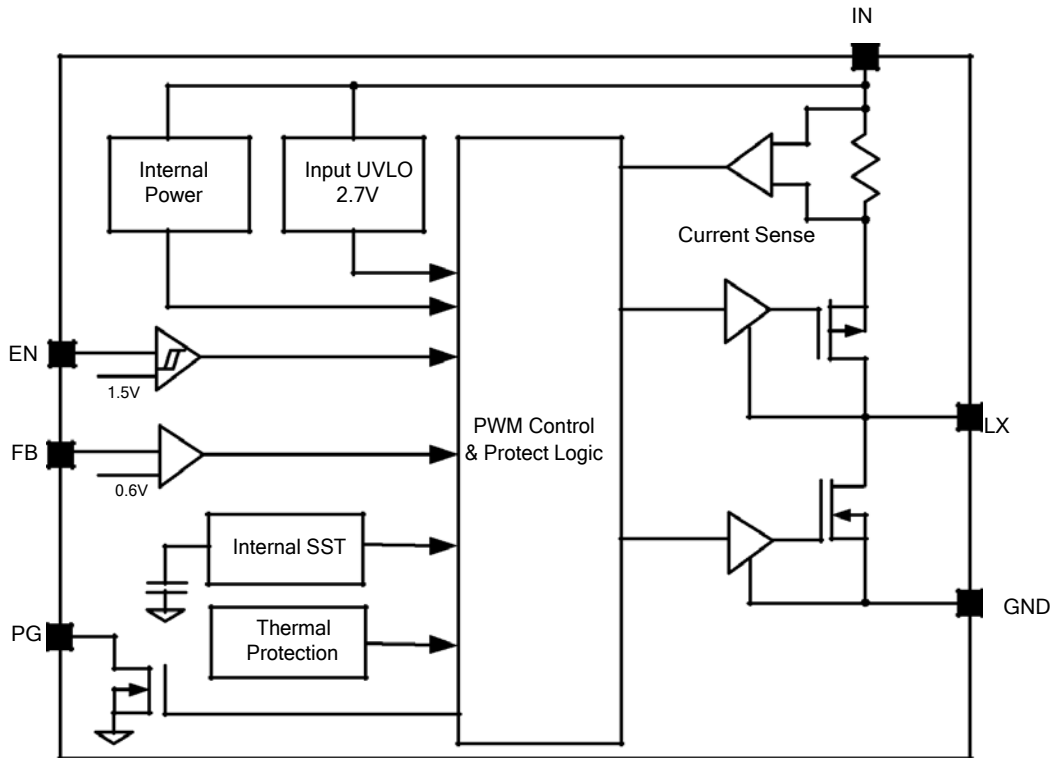 IN
Internal
Power
Input UVLO
2.7V
Current Sense
EN
1.5V
FB
0.6V
PWM Control
& Protect Logic
LX
Internal SST
Thermal
Protection
PG
GND